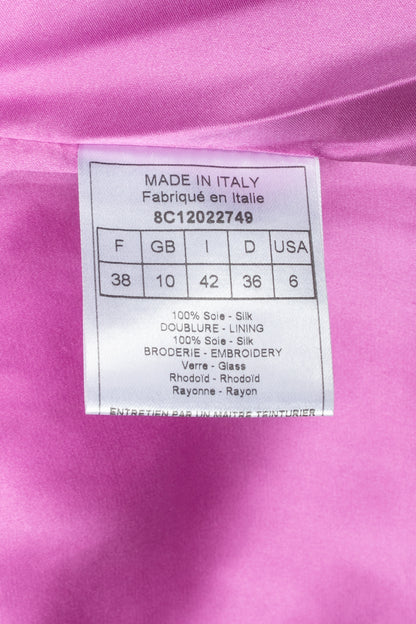 MADE IN ITALY
Fabriqué en Italie
8C12022749
F GB I D USA
38 10 42 36 6
100% Soie - Silk
DOUBLURE - LINING
100% Soie - Silk
BRODERIE - EMBROIDERY
Verre - Glass
Rhodoïd - Rhodoïd
Rayonne - Rayon
ENTRETIEN PAR UN MAITRE TEINTURIER